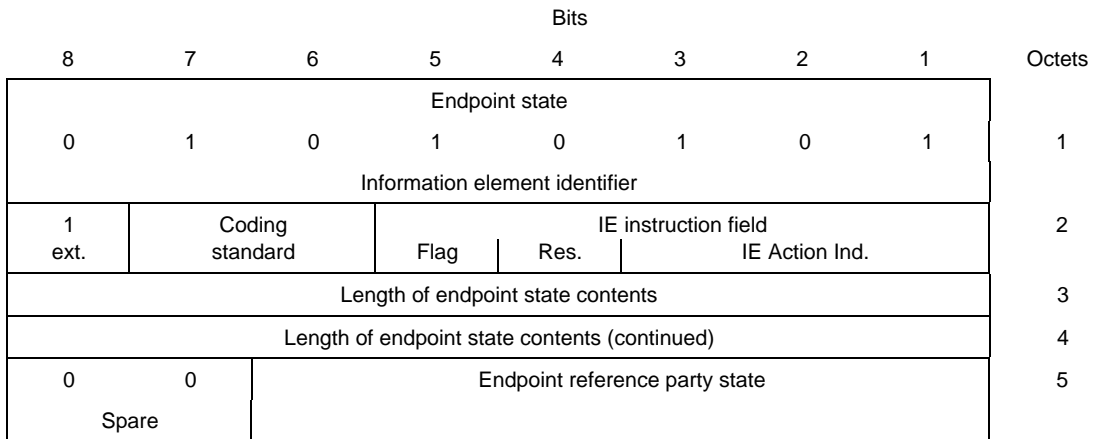 Bits
8 7 6 5 4 3 2 1 Octets
Endpoint state
0 1 0 1 0 1 0 1 1
Information element identifier
1 Coding IE instruction field 2
ext. standard Flag Res. IE Action Ind.
Length of endpoint state contents 3
Length of endpoint state contents (continued) 4
0 0 Endpoint reference party state 5
Spare